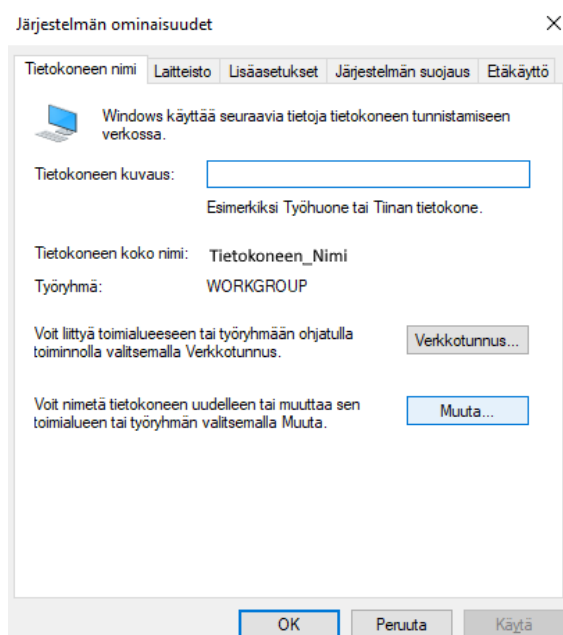 Järjestelmän ominaisuudet
Tietokoneen nimi Laitteisto Lisäasetukset Järjestelmän suojaus Etäkäyttö
Windows käyttää seuraavia tietoja tietokoneen tunnistamiseen
verkossa.
Tietokoneen kuvaus:
Esimerkiksi Työhuone tai Tiinan tietokone.
Tietokoneen koko nimi: Tietokoneen_Nimi
Työryhmä: WORKGROUP
Voit liittyä toimialueeseen tai työryhmään ohjatulla
toiminnolla valitsemalla Verkkotunnus.
Verkkotunnus...
Voit nimetä tietokoneen uudelleen tai muuttaa sen
toimialueen tai työryhmän valitsemalla Muuta.
Muuta...
OK Peruuta Käytä